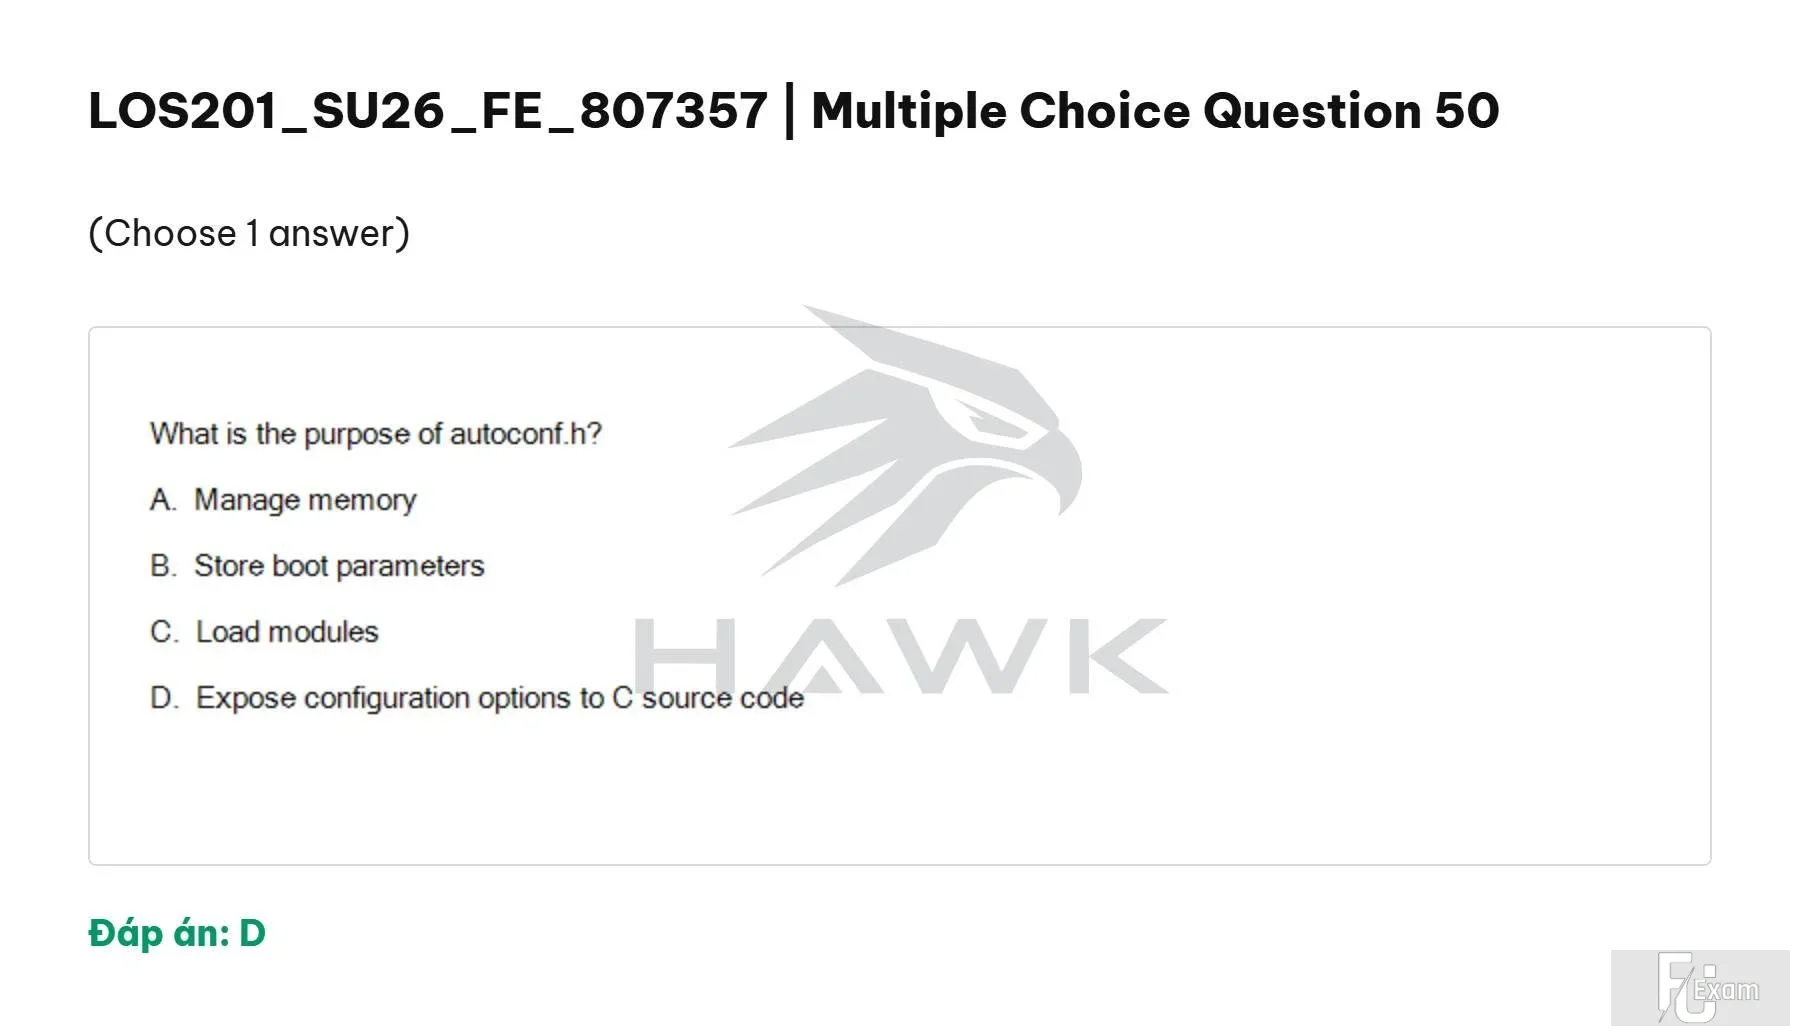 LOS201_SU26_FE_807357 | Multiple Choice Question 50
(Choose 1 answer)
What is the purpose of autoconf.h?
A. Manage memory
B. Store boot parameters
C. Load modules
D. Expose configuration options to C source code
HAWK
Đáp án: D
FU Exam